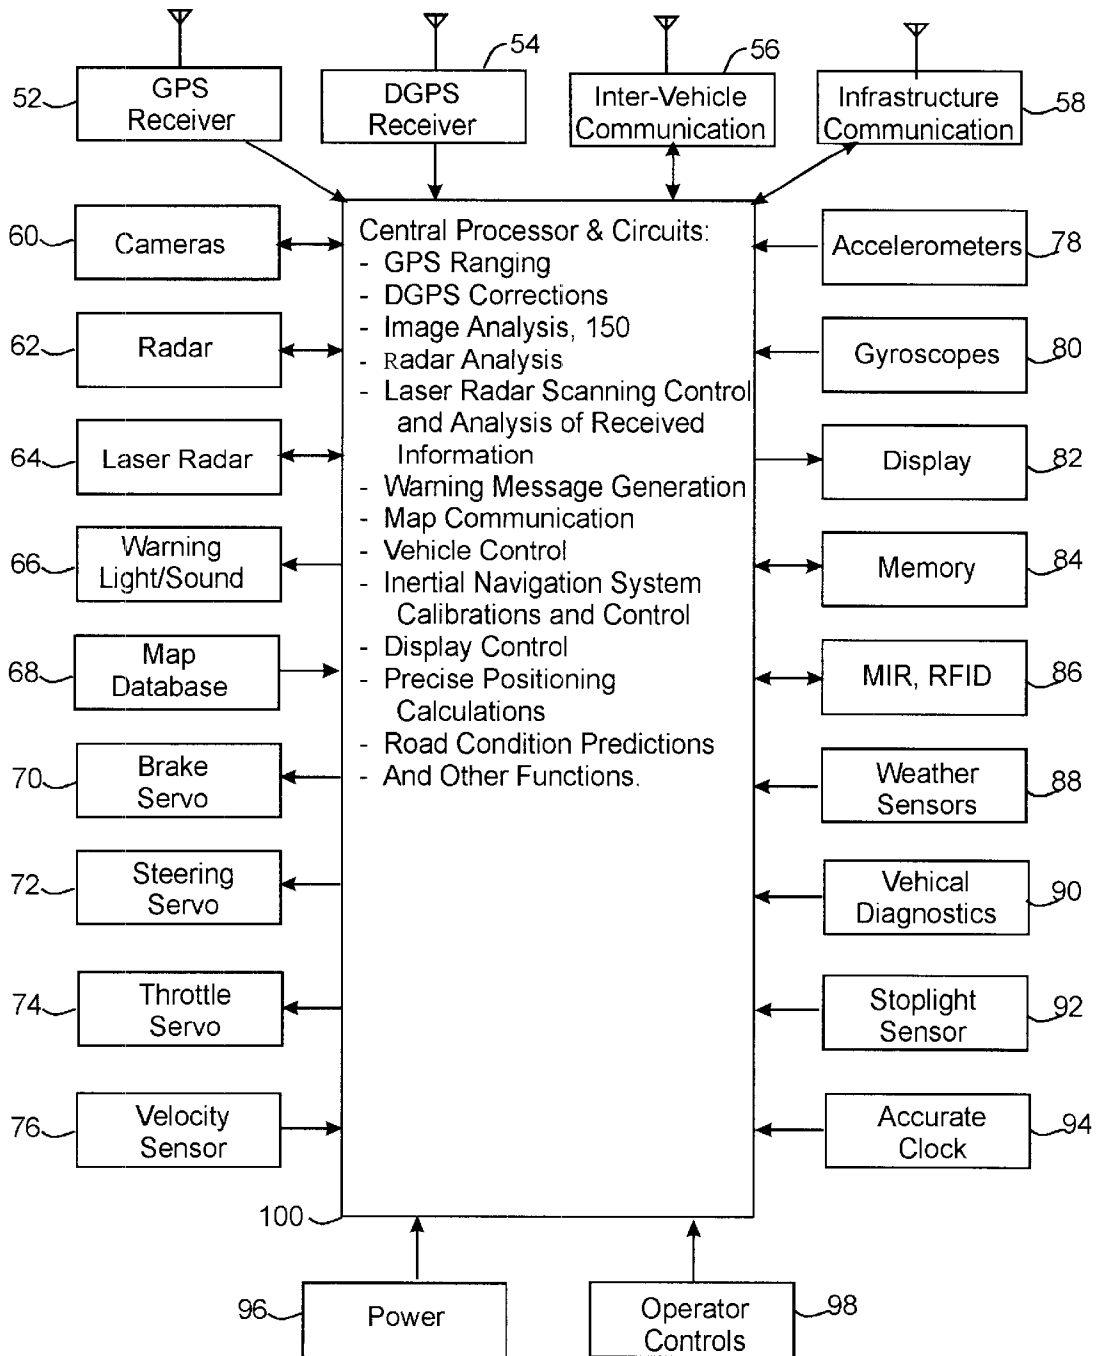 GPS
Receiver
52
DGPS
Receiver
54
Inter-Vehicle
Communication
56
Infrastructure
Communication
58
60
Cameras
62
Radar
64
Laser Radar
66
Warning
Light/Sound
68
Map
Database
70
Brake
Servo
72
Steering
Servo
74
Throttle
Servo
76
Velocity
Sensor
Central Processor & Circuits:
- GPS Ranging
- DGPS Corrections
- Image Analysis, 150
- Radar Analysis
- Laser Radar Scanning Control
and Analysis of Received
Information
- Warning Message Generation
- Map Communication
- Vehicle Control
- Inertial Navigation System
Calibrations and Control
- Display Control
- Precise Positioning
Calculations
- Road Condition Predictions
- And Other Functions.
100
Accelerometers
78
Gyroscopes
80
Display
82
Memory
84
MIR, RFID
86
Weather
Sensors
88
Vehical
Diagnostics
90
Stoplight
Sensor
92
Accurate
Clock
94
96
Power
Operator
Controls
98